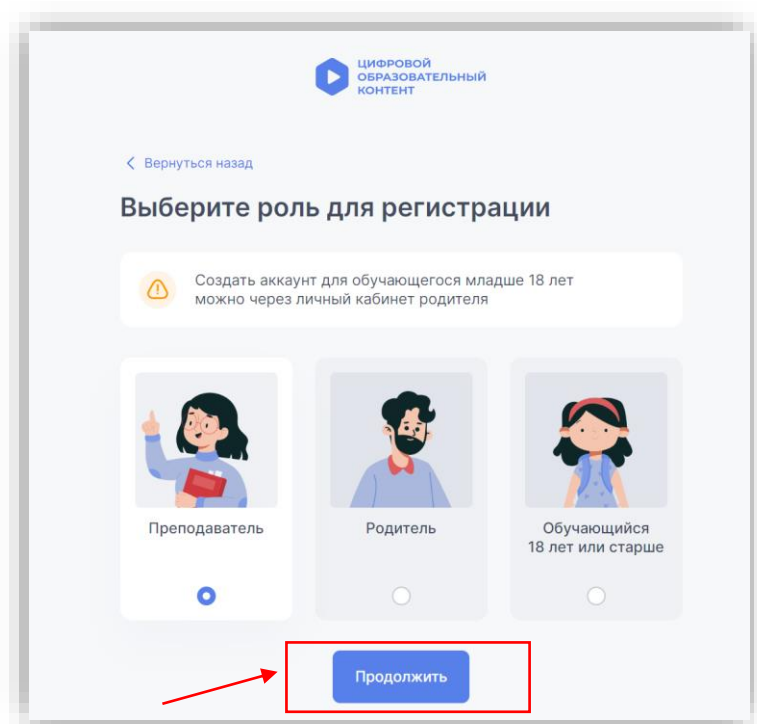 ЦИФРОВОЙ
ОБРАЗОВАТЕЛЬНЫЙ
КОНТЕНТ
Вернуться назад
Выберите роль для регистрации
Создать аккаунт для обучающегося младше 18 лет
можно через личный кабинет родителя
Преподаватель
Родитель
Обучающийся
18 лет или старше
Продолжить